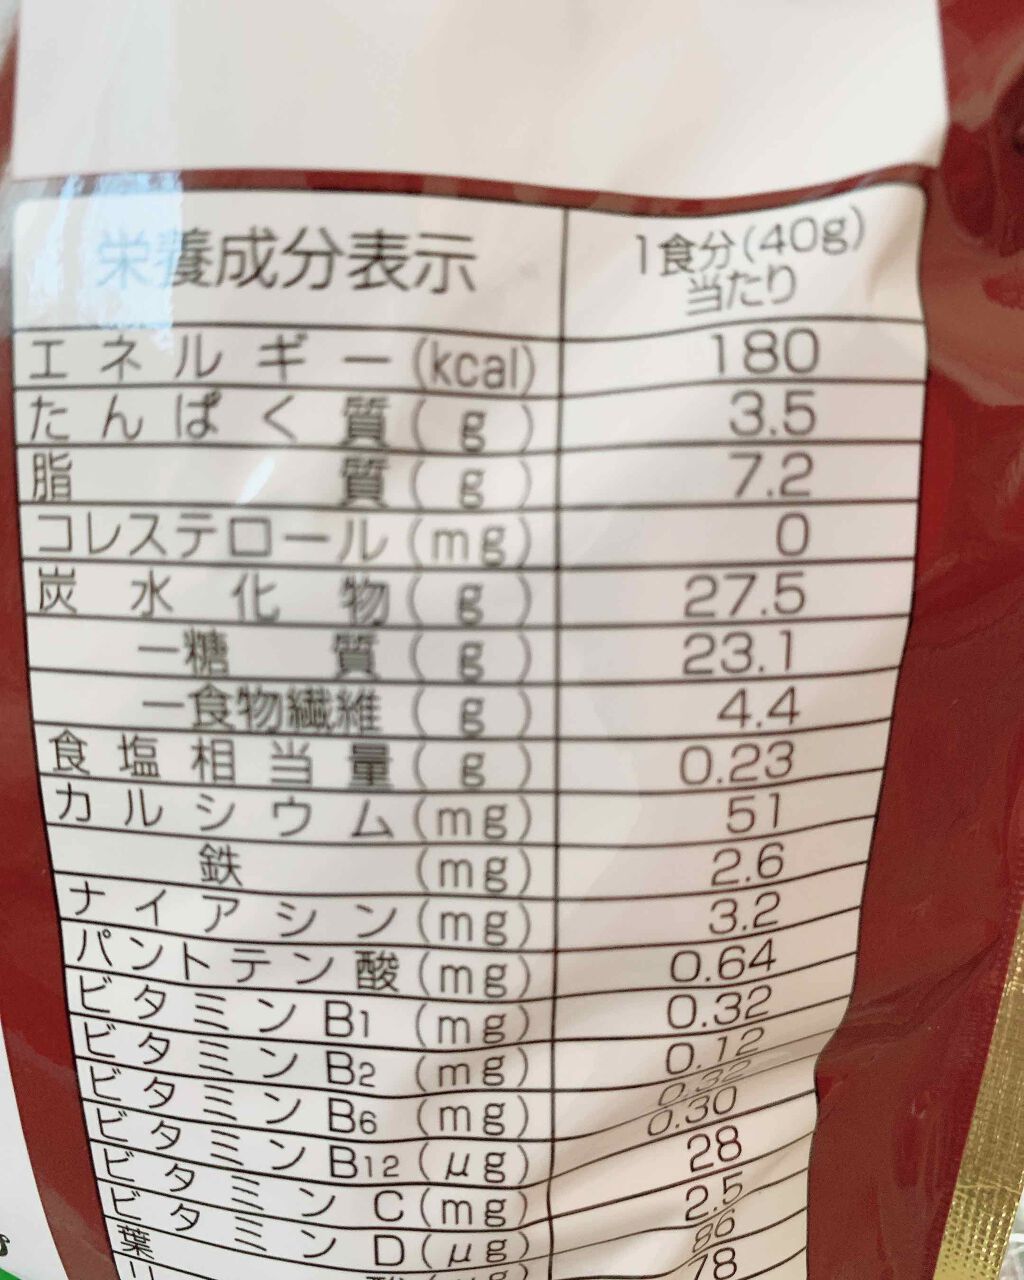 栄養成分表示 1食分(40g)当たり
エネルギー(kcal) 180
たんぱく質(g) 3.5
脂質(g) 7.2
コレステロール(mg) 0
炭水化物(g) 27.5
ー糖質(g) 23.1
ー食物繊維(g) 4.4
食塩相当量(g) 0.23
カルシウム(mg) 51
鉄(mg) 2.6
ナイアシン(mg) 3.2
パントテン酸(mg) 0.64
ビタミンB1(mg) 0.32
ビタミンB2(mg) 0.12
ビタミンB6(mg) 0.32
ビタミンB12(μg) 0.30
ビタミンC(mg) 28
ビタミンD(μg) 2.5
葉酸(μg) 86
リ 78